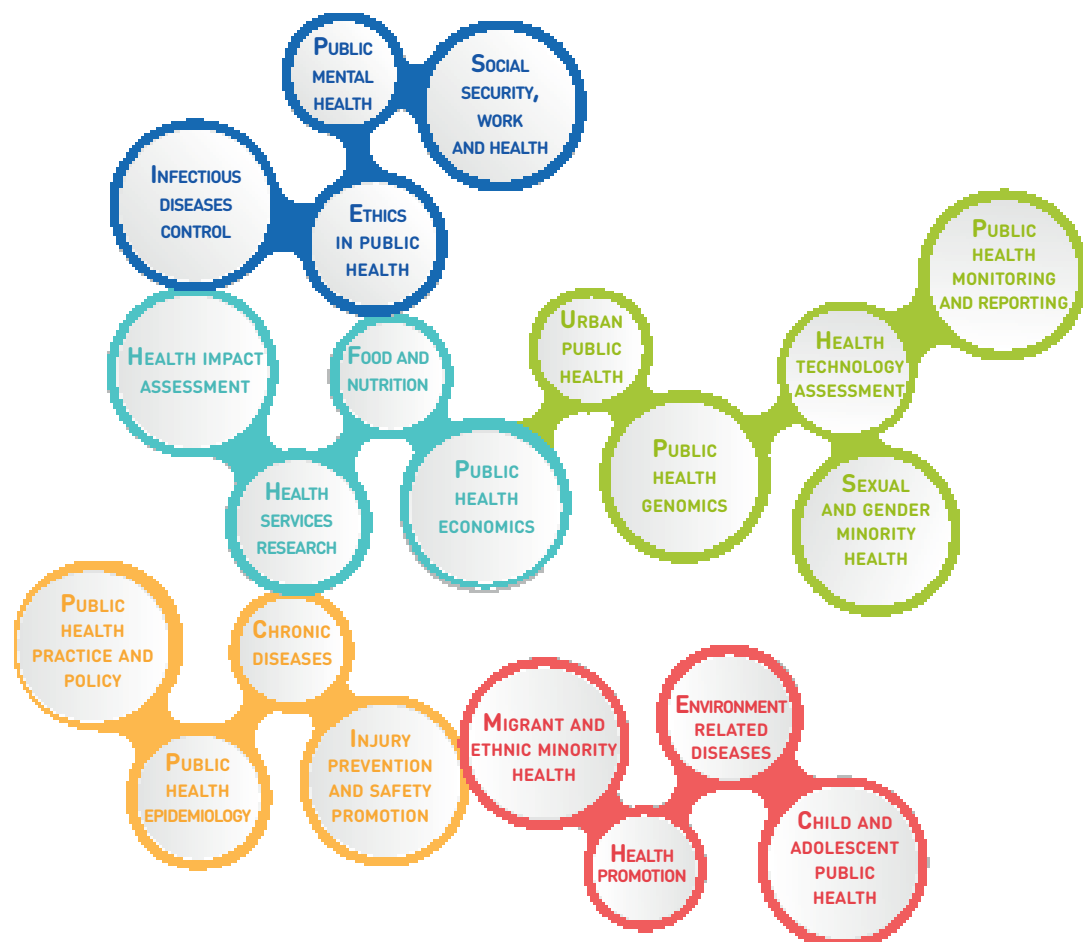 PUBLIC
MENTAL
HEALTH
SOCIAL
SECURITY,
WORK
AND HEALTH
INFECTIOUS
DISEASES
CONTROL
ETHICS
IN PUBLIC
HEALTH
PUBLIC
HEALTH
MONITORING
AND REPORTING
HEALTH IMPACT
ASSESSMENT
FOOD AND
NUTRITION
URBAN
PUBLIC
HEALTH
HEALTH
TECHNOLOGY
ASSESSMENT
HEALTH
SERVICES
RESEARCH
PUBLIC
HEALTH
ECONOMICS
PUBLIC
HEALTH
GENOMICS
SEXUAL
AND GENDER
MINORITY
HEALTH
PUBLIC
HEALTH
PRACTICE AND
POLICY
CHRONIC
DISEASES
PUBLIC
HEALTH
EPIDEMIOLOGY
INJURY
PREVENTION
AND SAFETY
PROMOTION
MIGRANT AND
ETHNIC MINORITY
HEALTH
ENVIRONMENT
RELATED
DISEASES
HEALTH
PROMOTION
CHILD AND
ADOLESCENT
PUBLIC
HEALTH